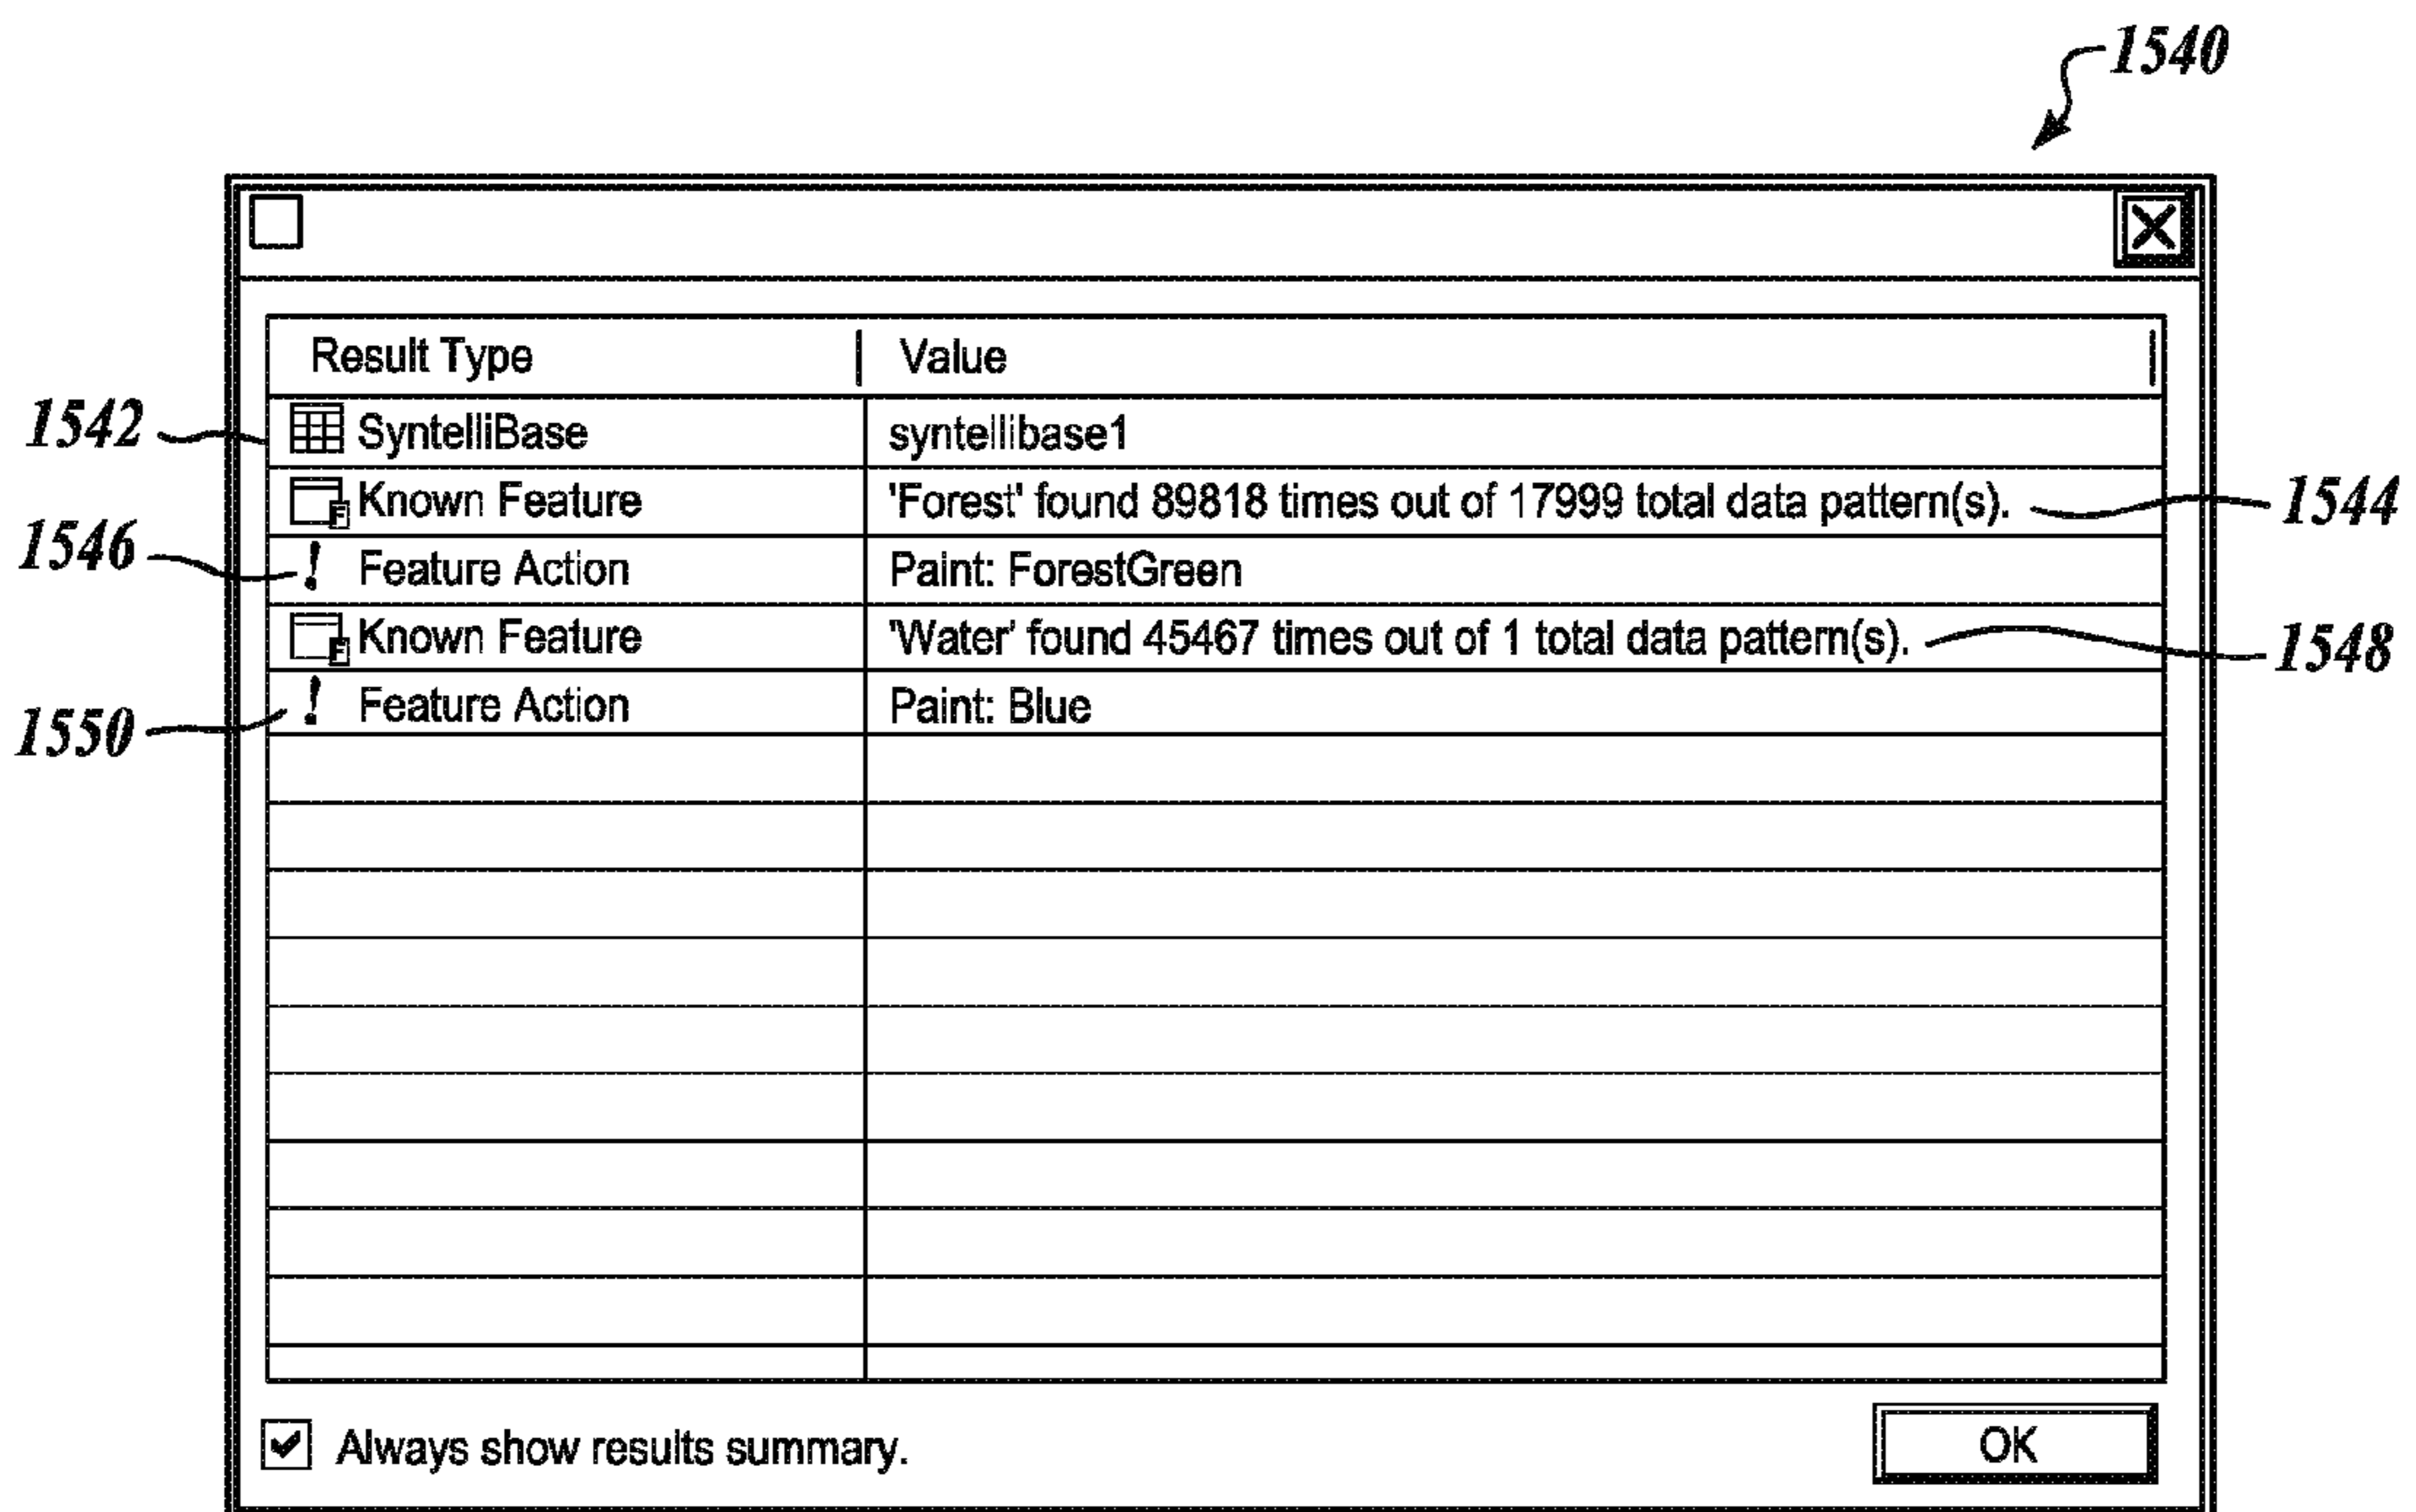 1540
Result Type Value
1542 SyntelliBase syntellibase1
Known Feature 'Forest' found 89818 times out of 17999 total data pattern(s). 1544
1546 ! Feature Action Paint: ForestGreen
Known Feature 'Water' found 45467 times out of 1 total data pattern(s). 1548
1550 ! Feature Action Paint: Blue
Always show results summary. OK